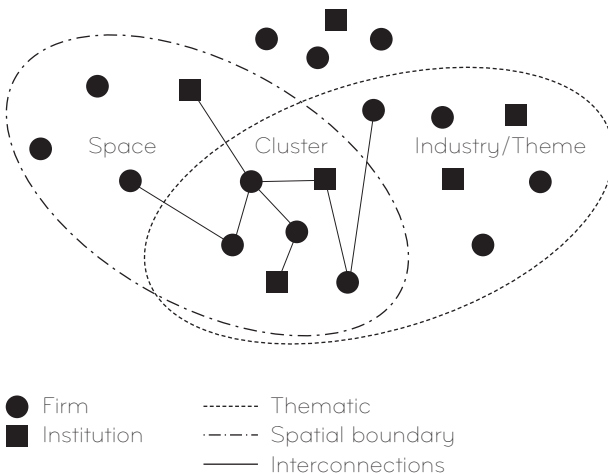 Space
Cluster
Industry/Theme
Firm
Institution
Thematic
Spatial boundary
Interconnections